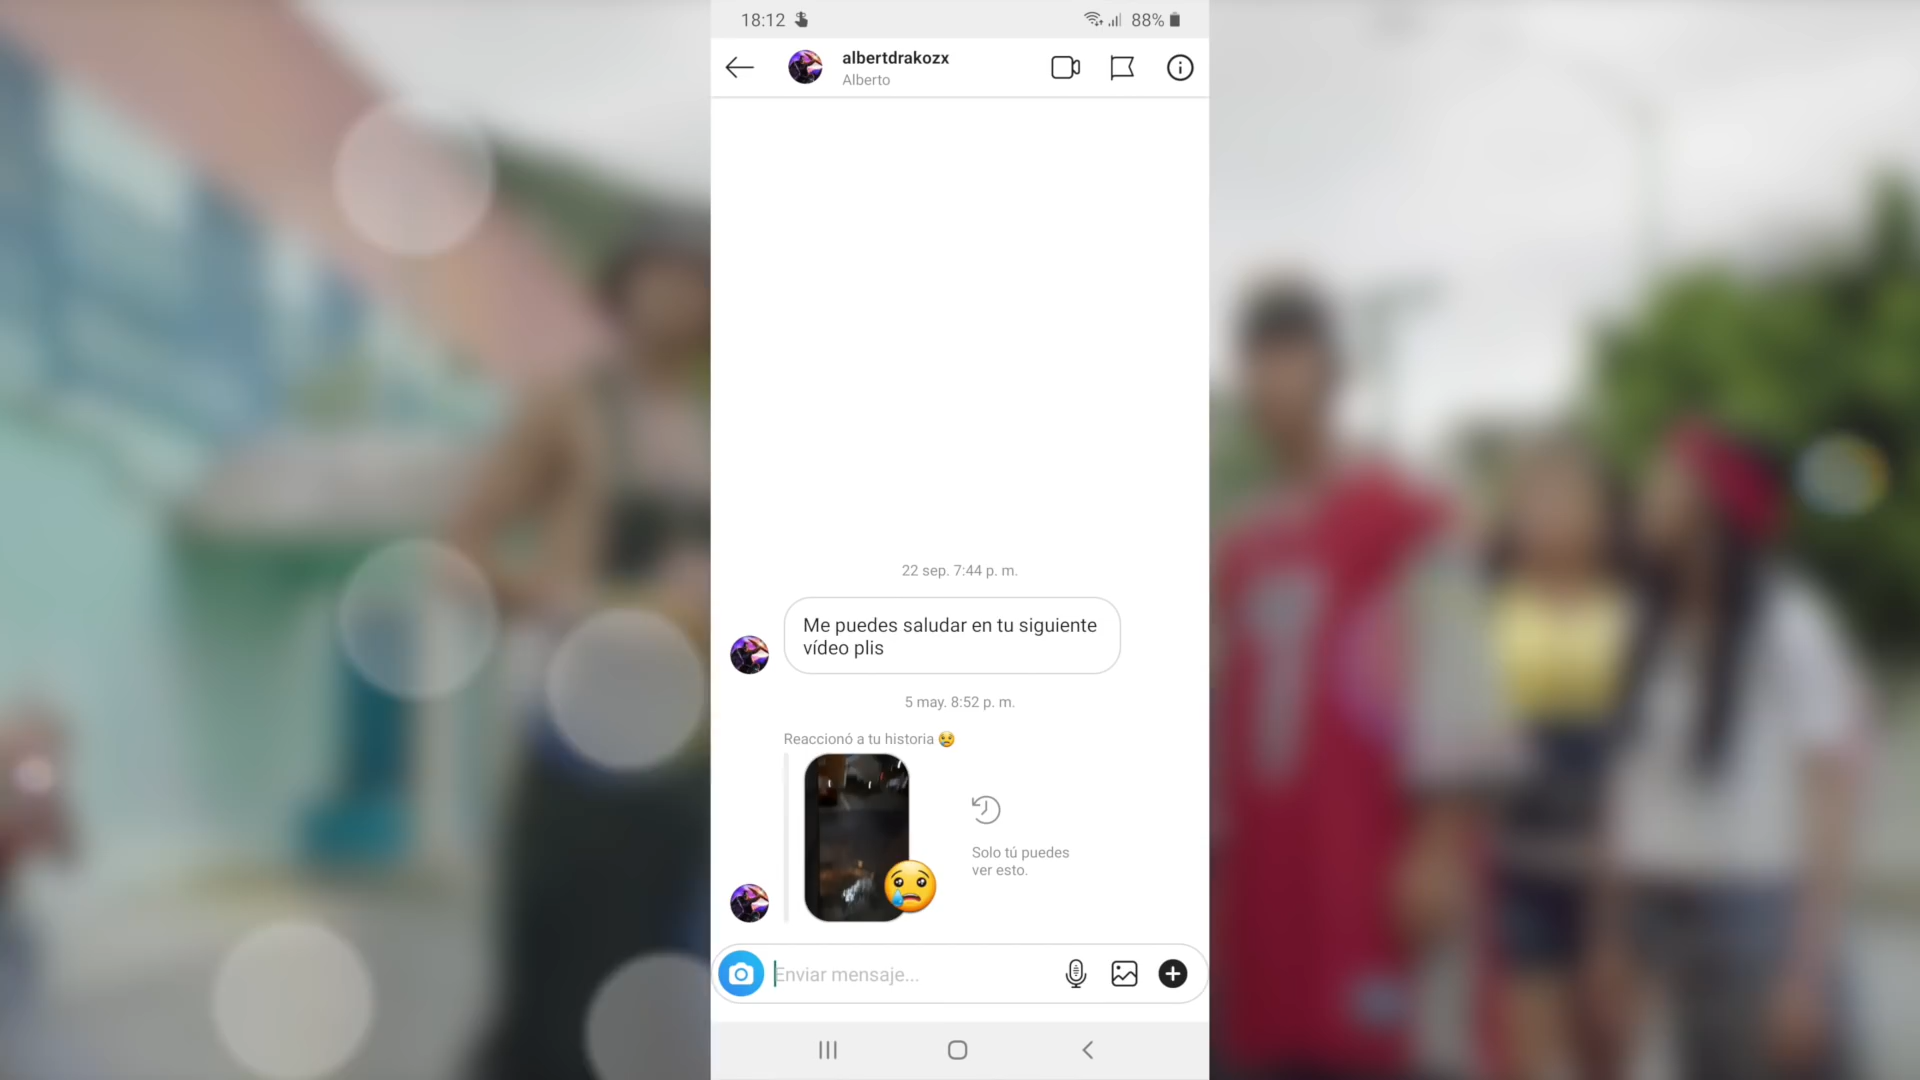 18:12
88%
albertdrakozx
Alberto
22 sep. 7:44 p. m.
Me puedes saludar en tu siguiente
vídeo plis
5 may. 8:52 p. m.
Reaccionó a tu historia 😢
Solo tú puedes
ver esto.
Enviar mensaje...